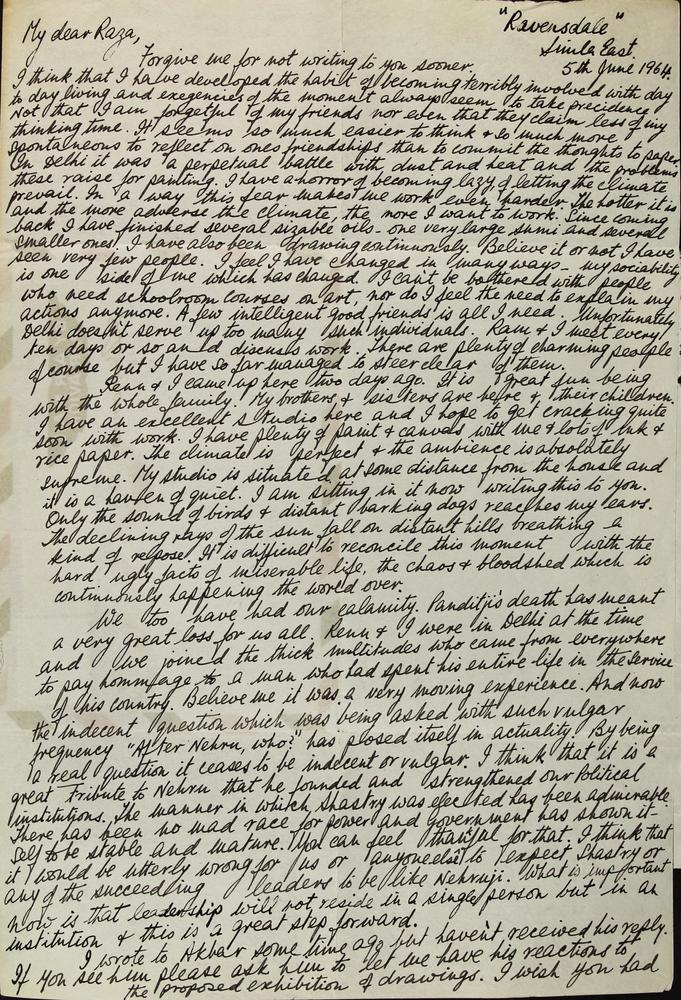 "Ravensdale"
Simla East.
5th June 1964.
My dear Raza,
Forgive me for not writing to you sooner.
I think that I have developed the habit of becoming terribly involved with day
to day living and exegencies of the moment always seem to take precidence.
Not that I am forgetful of my friends nor even that they claim less of my
thinking time. It seems so much easier to think & so much more
spontaneous to reflect on ones friendships than to commit the thoughts to paper.
In Delhi it was a perpetual battle with dust and heat and the problems
these raise for painting. I have a horror of becoming lazy, of letting the climate
prevail. In a way this fear makes me work even harder. The hotter it is
and the more adverse the climate, the more I want to work. Since coming
back I have finished several sizable oils - one very large sumi and several
smaller ones. I have also been drawing continuously. Believe it or not I have
seen very few people. I feel I have changed in many ways - my sociability
is one side of me which has changed. I can't be bothered with people
who need schoolroom courses on art, nor do I feel the need to explain my
actions anymore. A few intelligent good friends is all I need. Unfortunately
Delhi does'nt serve up too many such individuals. Ram & I meet every
ten days or so and discuss work. There are plenty of charming people
of course but I have so far managed to steer clear of them.
Renu & I came up here two days ago. It is great fun being
with the whole family. My brothers & sisters are here & their children.
I have an excellent studio here and I hope to get cracking quite
soon with work. I have plenty of paint & canvas with me & lots of ink &
rice paper. The climate is perfect & the ambience is absolutely
supreme. My studio is situated at some distance from the house and
it is a haven of quiet. I am sitting in it now writing this to you.
Only the sound of birds & distant barking dogs reaches my ears.
The declining rays of the sun fall on distant hills breathing a
kind of repose. It is difficult to reconcile this moment with the
hard ugly facts of miserable life, the chaos & bloodshed which is
continuously happening the world over.
We too have had our calamity. Panditji's death has meant
a very great loss for us all. Renu & I were in Delhi at the time
and we joined the thick multitudes who came from everywhere
to pay hommage to a man who had spent his entire life in the service
of his country. Believe me it was a very moving experience. And now
the indecent question which was being asked with such vulgar
frequency "After Nehru, who?" has posed itself in actuality. By being
a real question it ceases to be indecent or vulgar. I think that it is a
great Tribute to Nehru that he founded and strengthened our Political
institutions. The manner in which Shastry was elected has been admirable.
There has been no mad race for power and Government has shown it-
self to be stable and mature. We can feel thankful for that. I think that
it would be utterly wrong for us or anyone else to expect Shastry or
any of the succeeding leaders to be like Nehruji. What is important
now is that leadership will not reside in a single person but in an
institution & this is a great step forward.
I wrote to Akbar some time ago but haven't received his reply.
If you see him please ask him to let me have his reactions to
the proposed exhibition of drawings. I wish you had